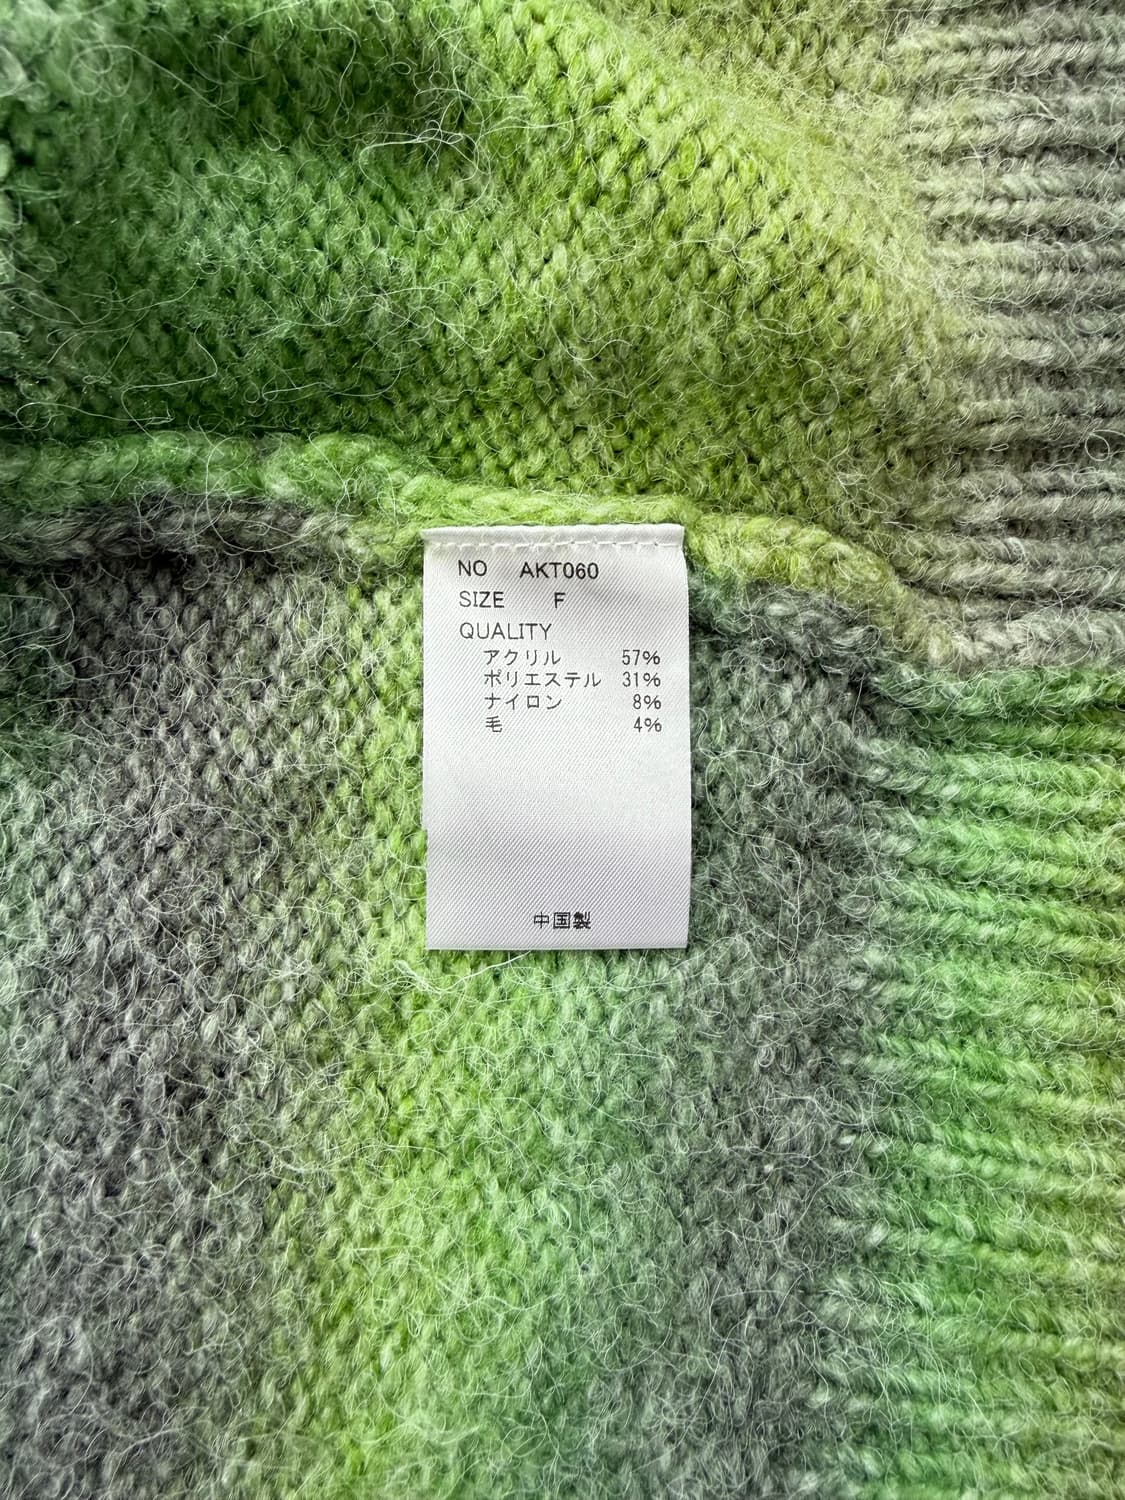 NO AKT060
SIZE F
QUALITY
アクリル 57%
ポリエステル 31%
ナイロン 8%
毛 4%
中国製